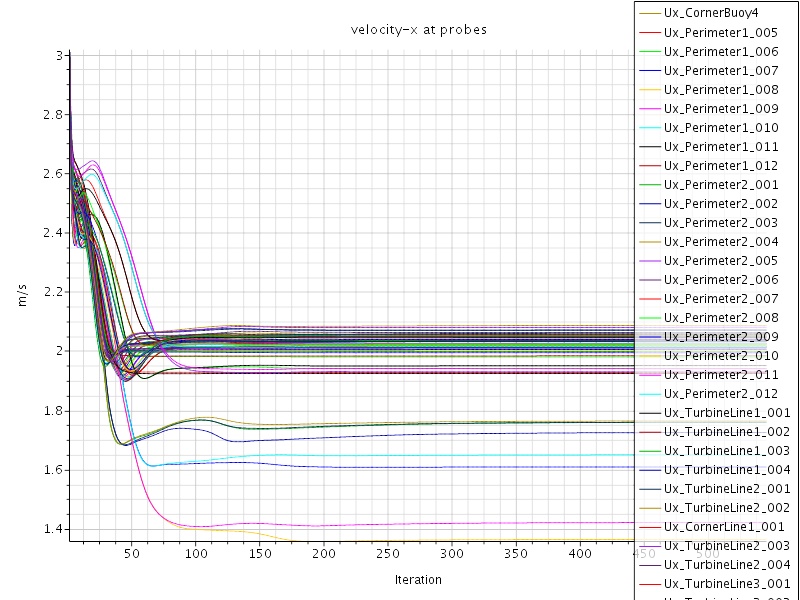 velocity-x at probes
m/s
3
2.8
2.6
2.4
2.2
2
1.8
1.6
1.4
50
100
150
200
250
300
350
400
450
500
Iteration
Ux_CornerBuoy4
Ux_Perimeter1_005
Ux_Perimeter1_006
Ux_Perimeter1_007
Ux_Perimeter1_008
Ux_Perimeter1_009
Ux_Perimeter1_010
Ux_Perimeter1_011
Ux_Perimeter1_012
Ux_Perimeter2_001
Ux_Perimeter2_002
Ux_Perimeter2_003
Ux_Perimeter2_004
Ux_Perimeter2_005
Ux_Perimeter2_006
Ux_Perimeter2_007
Ux_Perimeter2_008
Ux_Perimeter2_009
Ux_Perimeter2_010
Ux_Perimeter2_011
Ux_Perimeter2_012
Ux_TurbineLine1_001
Ux_TurbineLine1_002
Ux_TurbineLine1_003
Ux_TurbineLine1_004
Ux_TurbineLine2_001
Ux_TurbineLine2_002
Ux_CornerLine1_001
Ux_TurbineLine2_003
Ux_TurbineLine2_004
Ux_TurbineLine3_001